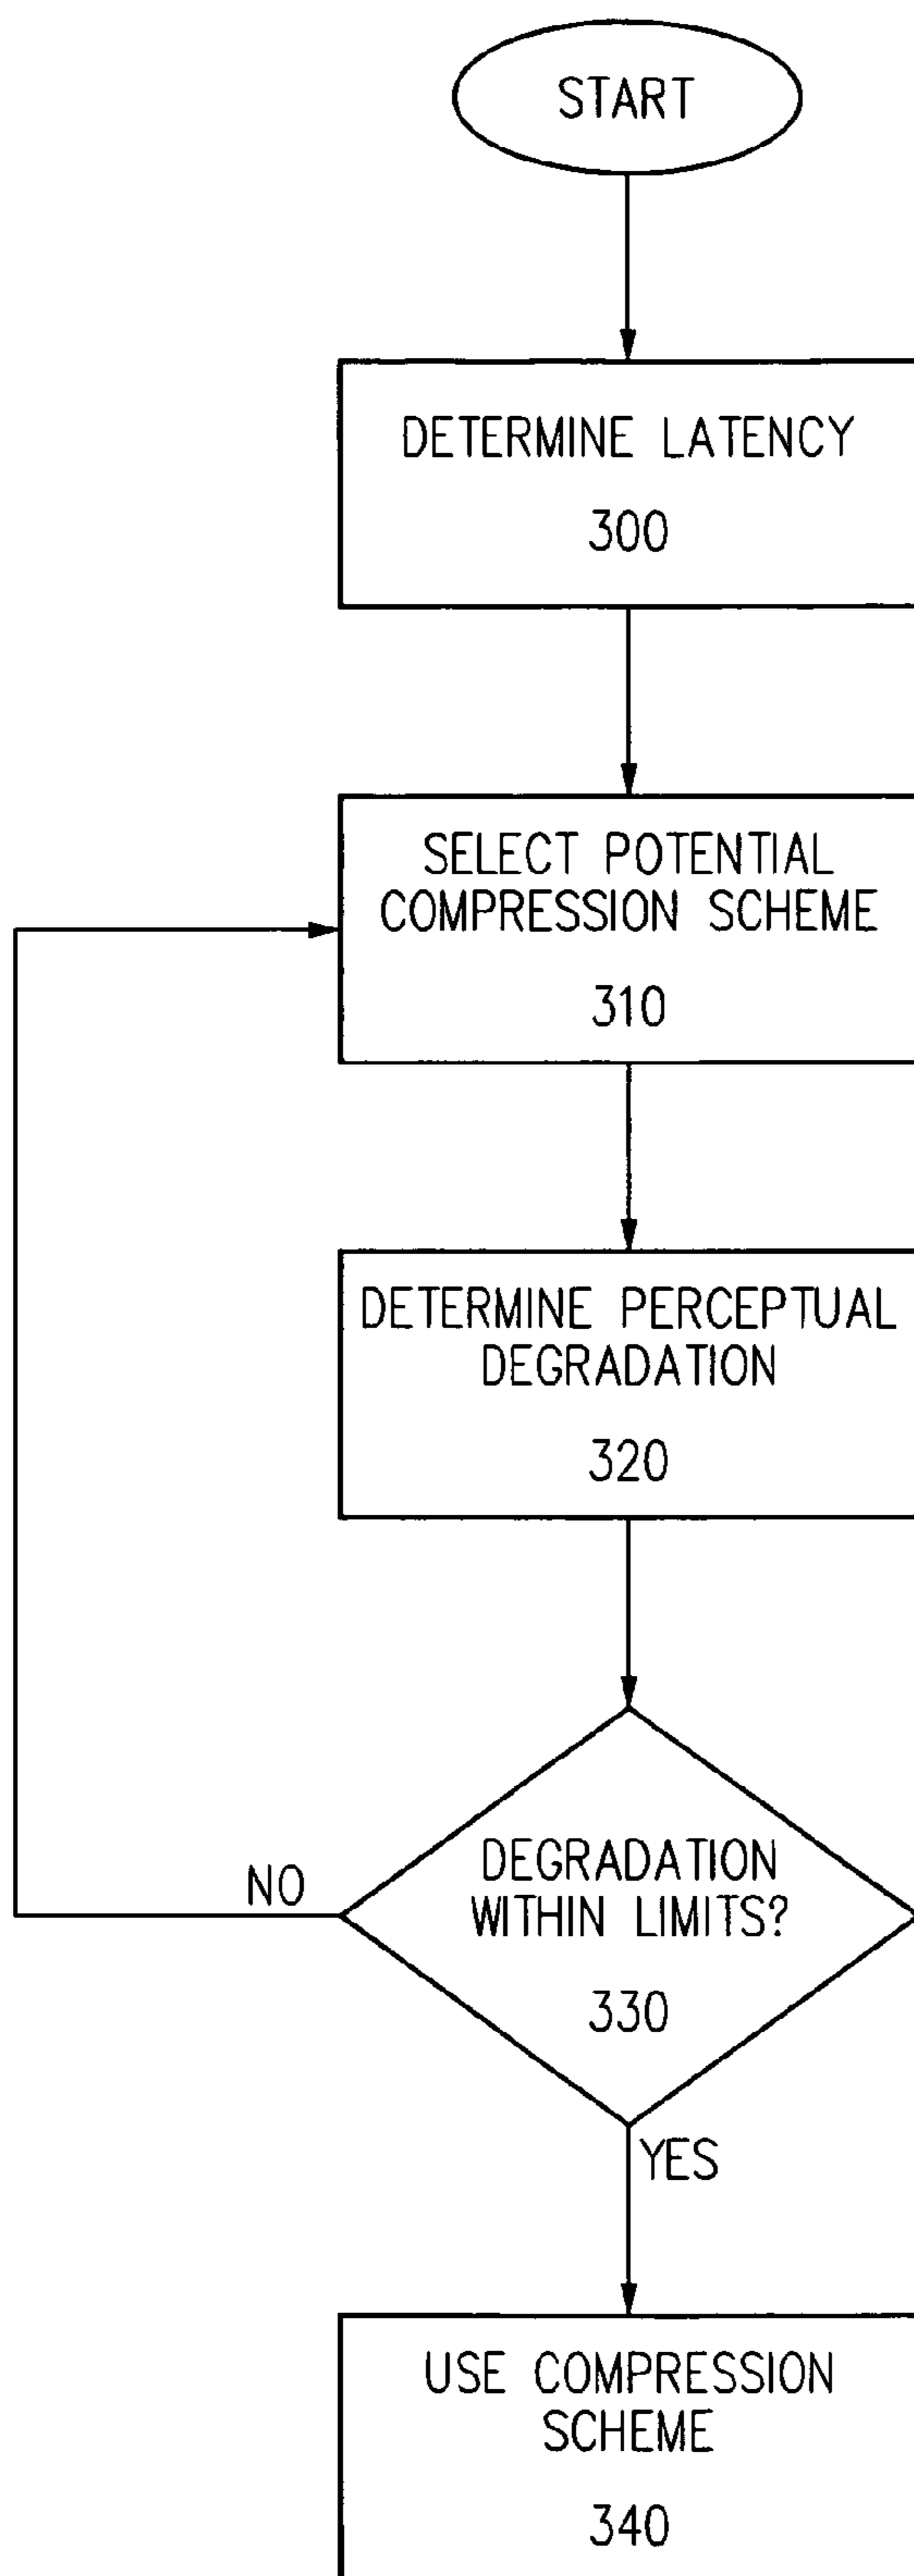 START
DETERMINE LATENCY
300
SELECT POTENTIAL
COMPRESSION SCHEME
310
DETERMINE PERCEPTUAL
DEGRADATION
320
DEGRADATION
WITHIN LIMITS?
330
NO
YES
USE COMPRESSION
SCHEME
340